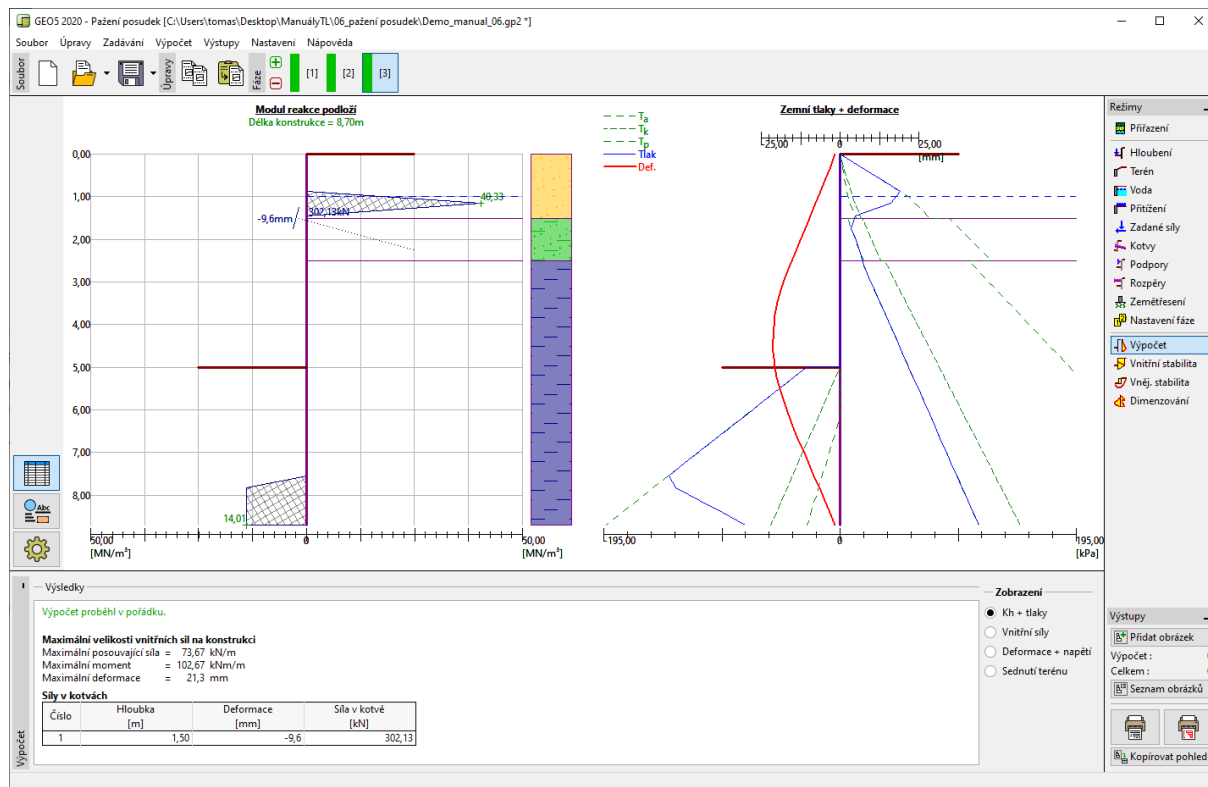 GEO5 2020 - Pažení posudek [C:\Users\tomas\Desktop\ManuályTL\06_pažení posudek\Demo_manual_06.gp2 *]
Soubor Úpravy Zadávání Výpočet Výstupy Nastavení Nápověda
Soubor
Úpravy
Fáze
[1] [2] [3]
Modul reakce podloží
Délka konstrukce = 8,70m
0,00
1,00
2,00
3,00
4,00
5,00
6,00
7,00
8,00
40,33
302,13kN
-9,6mm
14,01
50,00 0 50,00
[MN/m³] [MN/m³]
Zemní tlaky + deformace
Ta
Tk
Tp
Tlak
Def.
-25,00 0 25,00
[mm]
-195,00 0 195,00
[kPa]
Režimy
Přiřazení
Hloubení
Terén
Voda
Přitížení
Zadané síly
Kotvy
Podpory
Rozpěry
Zemětřesení
Nastavení fáze
Výpočet
Vnitřní stabilita
Vněj. stabilita
Dimenzování
Abc
Výpočet
Výsledky
Výpočet proběhl v pořádku.
Maximální velikosti vnitřních sil na konstrukci
Maximální posouvající síla = 73,67 kN/m
Maximální moment = 102,67 kNm/m
Maximální deformace = 21,3 mm
Síly v kotvách
Číslo Hloubka Deformace Síla v kotvě
[m] [mm] [kN]
1 1,50 -9,6 302,13
Zobrazení
Kh + tlaky
Vnitřní síly
Deformace + napětí
Sednutí terénu
Výstupy
Přidat obrázek
Výpočet :
Celkem :
Seznam obrázků
Kopírovat pohled